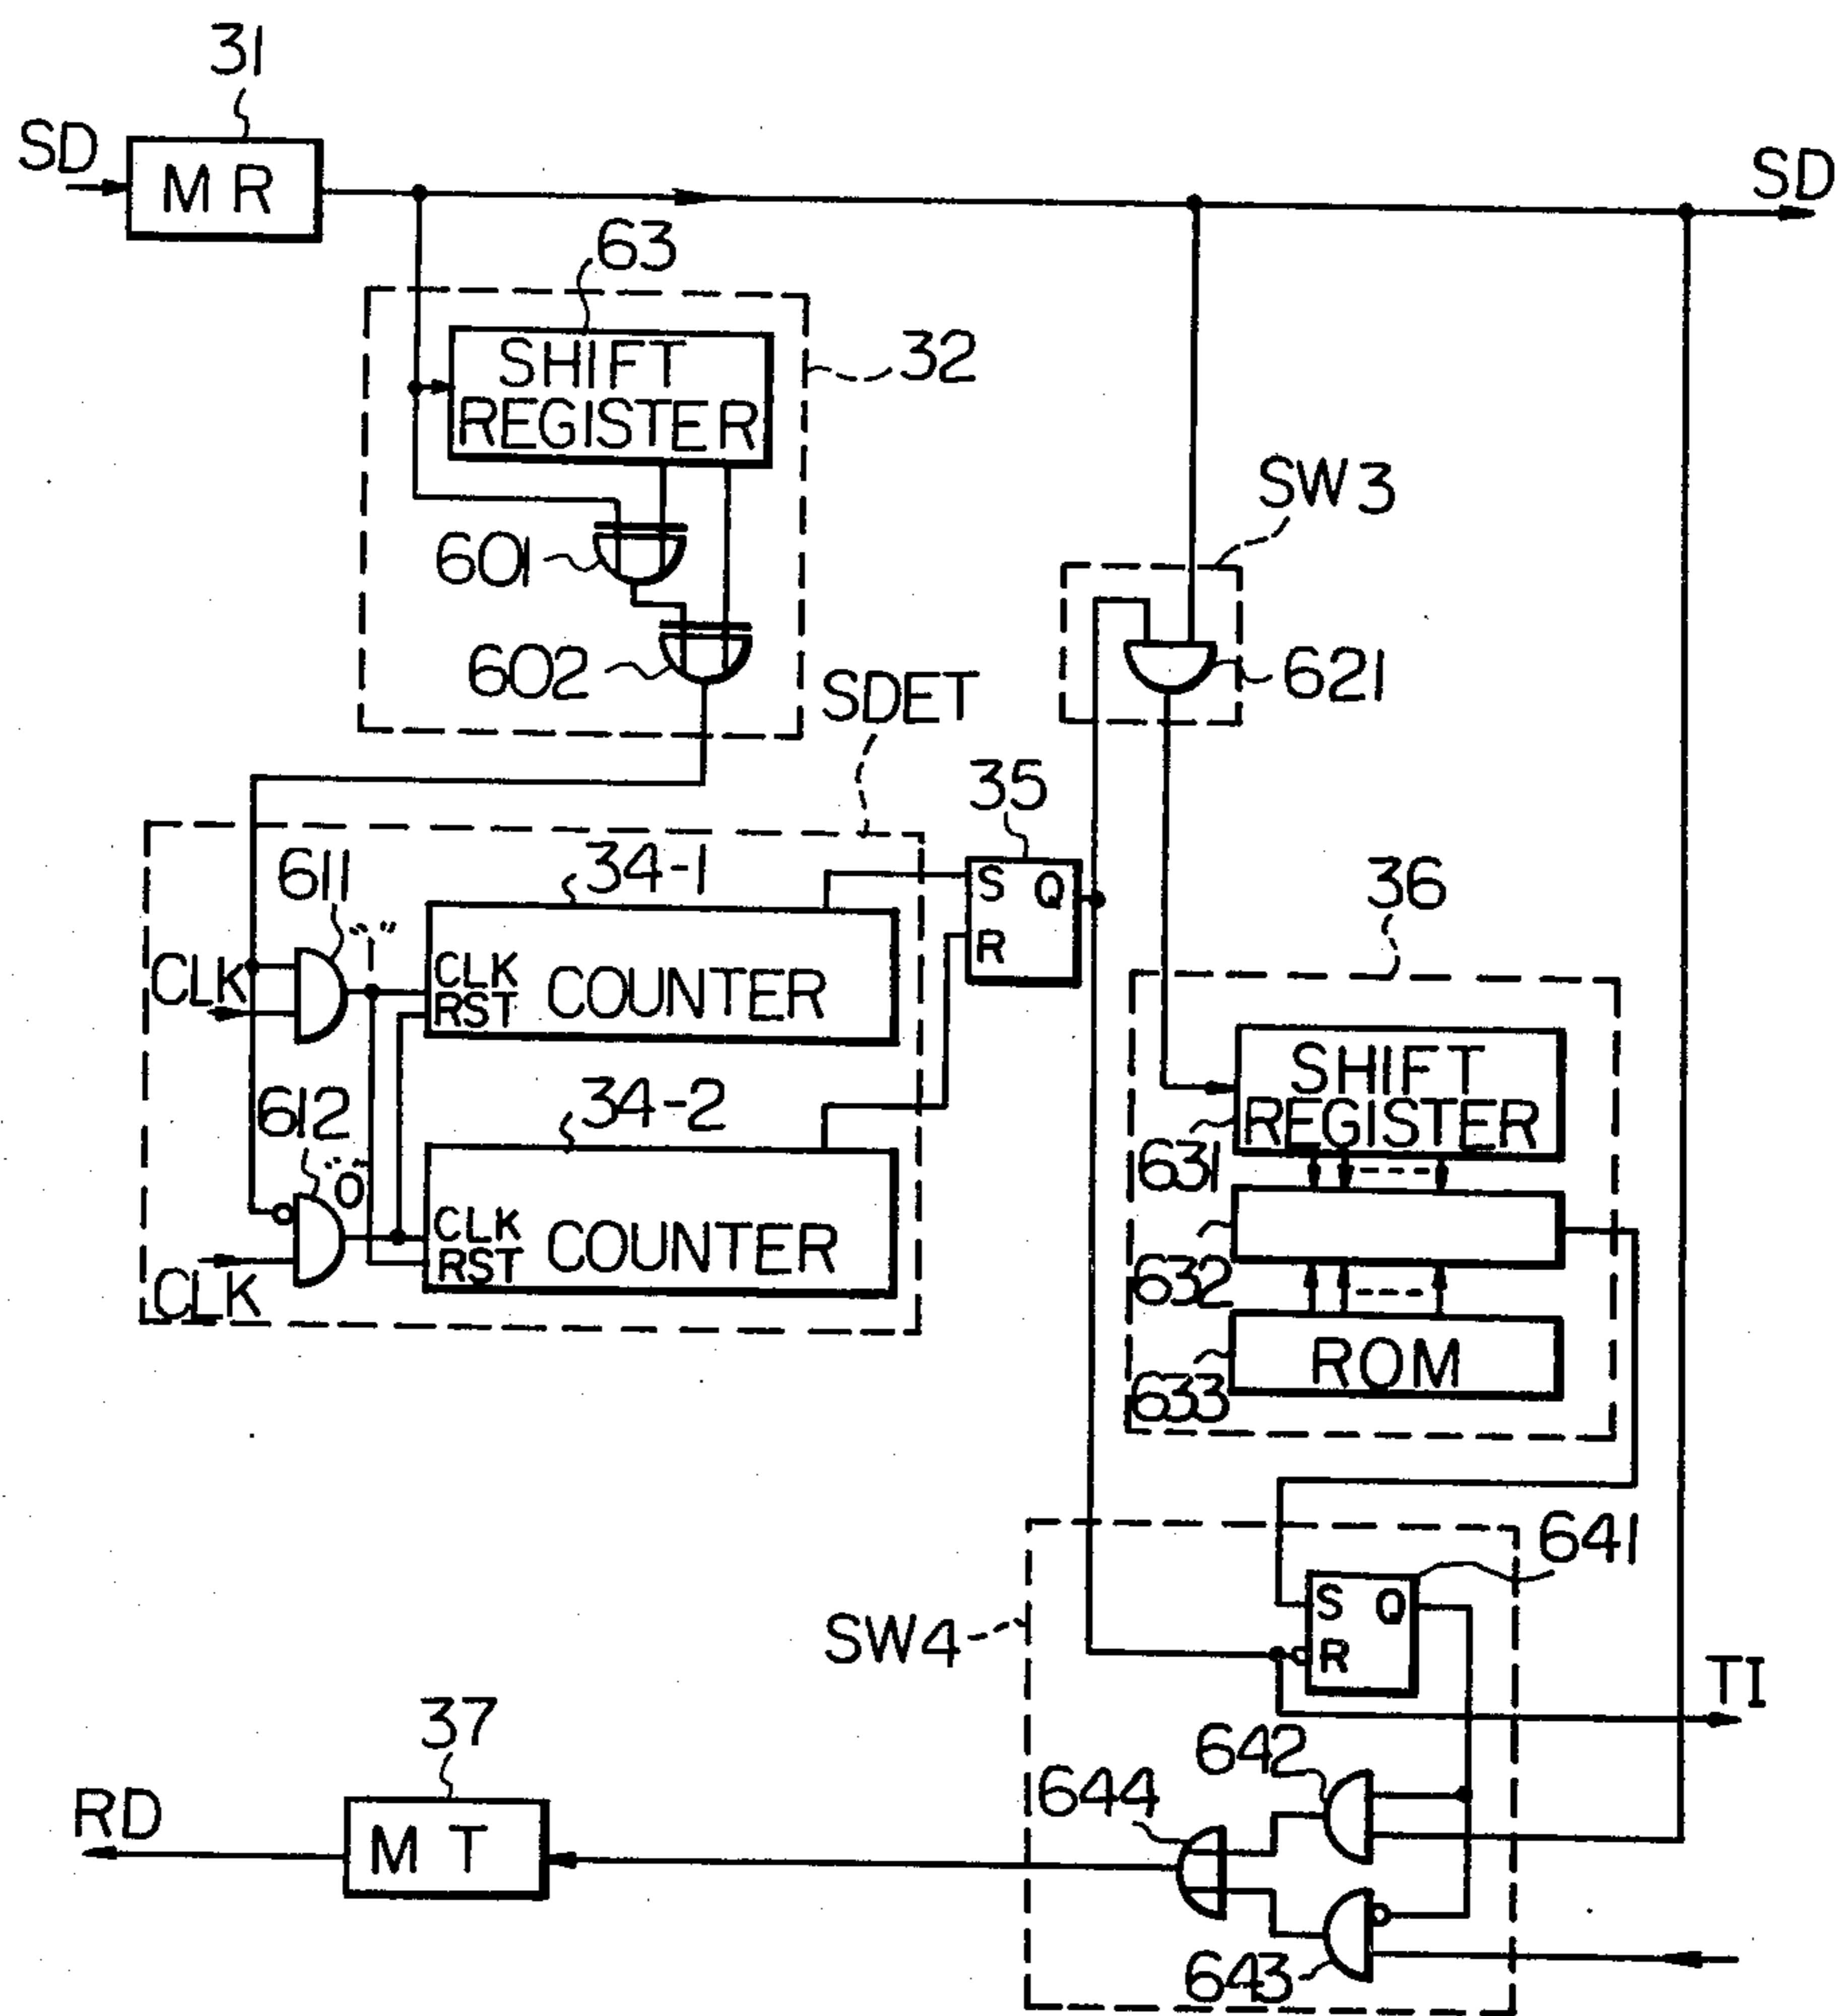 31
SD
MR
SD
63
SHIFT
REGISTER
32
601
602
SDET
SW3
621
35
S Q
R
611
34-1
"1"
CLK
CLK
RST
COUNTER
612
34-2
"0"
CLK
CLK
RST
COUNTER
36
SHIFT
REGISTER
631
632
633
ROM
641
S Q
R
SW4
TI
37
RD
MT
642
644
643